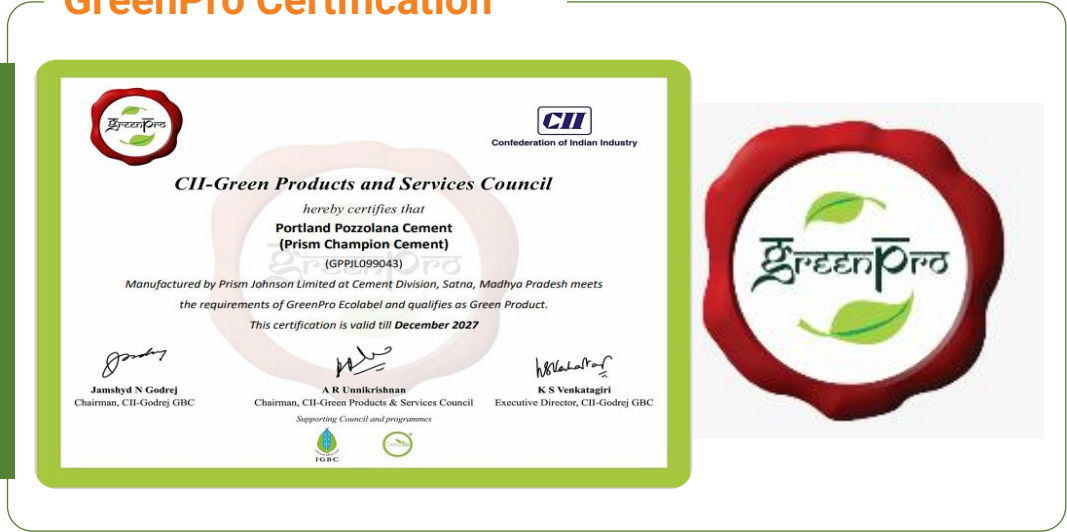 GreenPro Certification
GreenPro
CII
Confederation of Indian Industry
CII-Green Products and Services Council
hereby certifies that
Portland Pozzolana Cement
(Prism Champion Cement)
(GPPJL099043)
Manufactured by Prism Johnson Limited at Cement Division, Satna, Madhya Pradesh meets
the requirements of GreenPro Ecolabel and qualifies as Green Product.
This certification is valid till December 2027
Jamshyd N Godrej
Chairman, CII-Godrej GBC
A R Unnikrishnan
Chairman, CII-Green Products & Services Council
K S Venkatagiri
Executive Director, CII-Godrej GBC
Supporting Council and programmes
IGBC
GreenPro